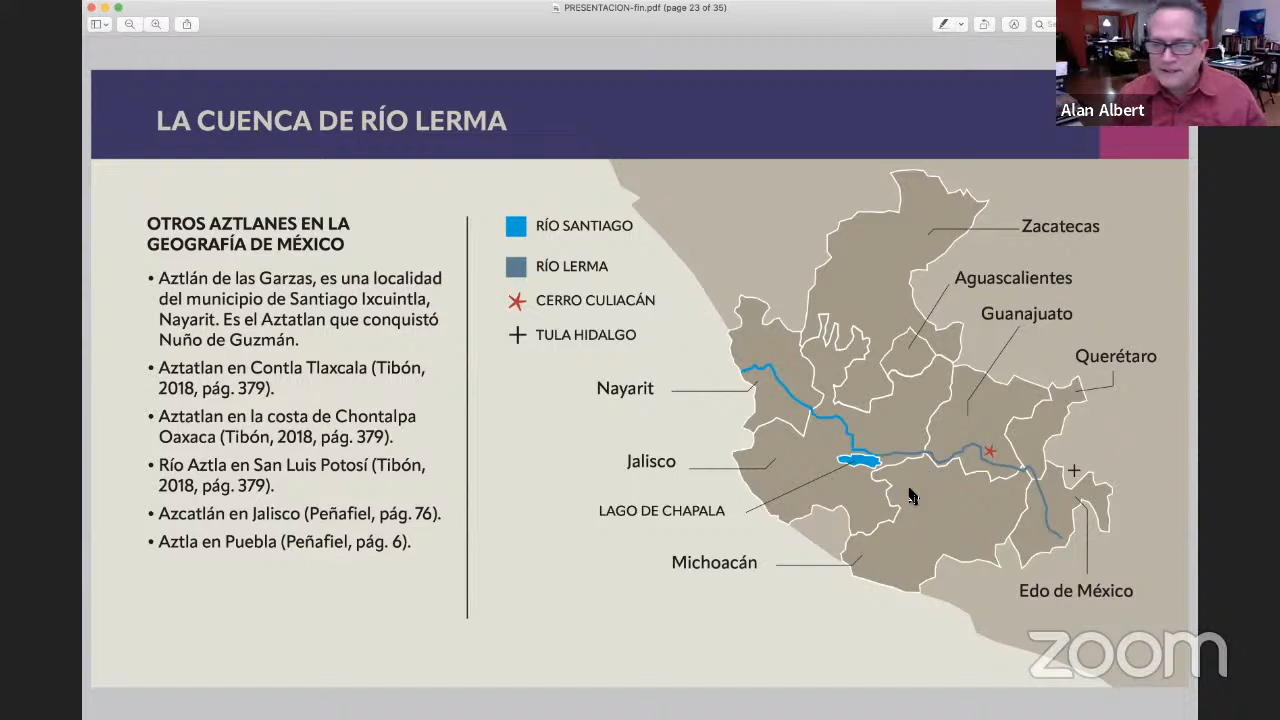 PRESENTACION-fin.pdf (page 23 of 35)
Alan Albert
LA CUENCA DE RÍO LERMA
OTROS AZTLANES EN LA
GEOGRAFÍA DE MÉXICO
• Aztlán de las Garzas, es una localidad
del municipio de Santiago Ixcuintla,
Nayarit. Es el Aztatlan que conquistó
Nuño de Guzmán.
• Aztatlan en Contla Tlaxcala (Tibón,
2018, pág. 379).
• Aztatlan en la costa de Chontalpa
Oaxaca (Tibón, 2018, pág. 379).
• Río Aztla en San Luis Potosí (Tibón,
2018, pág. 379).
• Azcatlán en Jalisco (Peñafiel, pág. 76).
• Aztla en Puebla (Peñafiel, pág. 6).
RÍO SANTIAGO
RÍO LERMA
CERRO CULIACÁN
TULA HIDALGO
Zacatecas
Aguascalientes
Guanajuato
Querétaro
Nayarit
Jalisco
LAGO DE CHAPALA
Michoacán
Edo de México
zoom